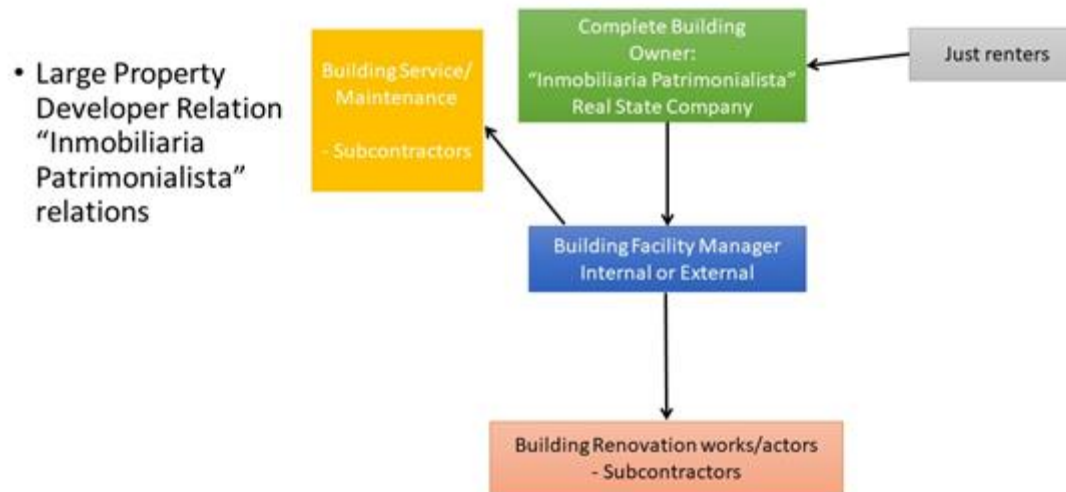 • Large Property
Developer Relation
“Inmobiliaria
Patrimonialista”
relations
Building Service/
Maintenance
- Subcontractors
Complete Building
Owner:
“Inmobiliaria Patrimonialista”
Real State Company
Just renters
Building Facility Manager
Internal or External
Building Renovation works/actors
- Subcontractors